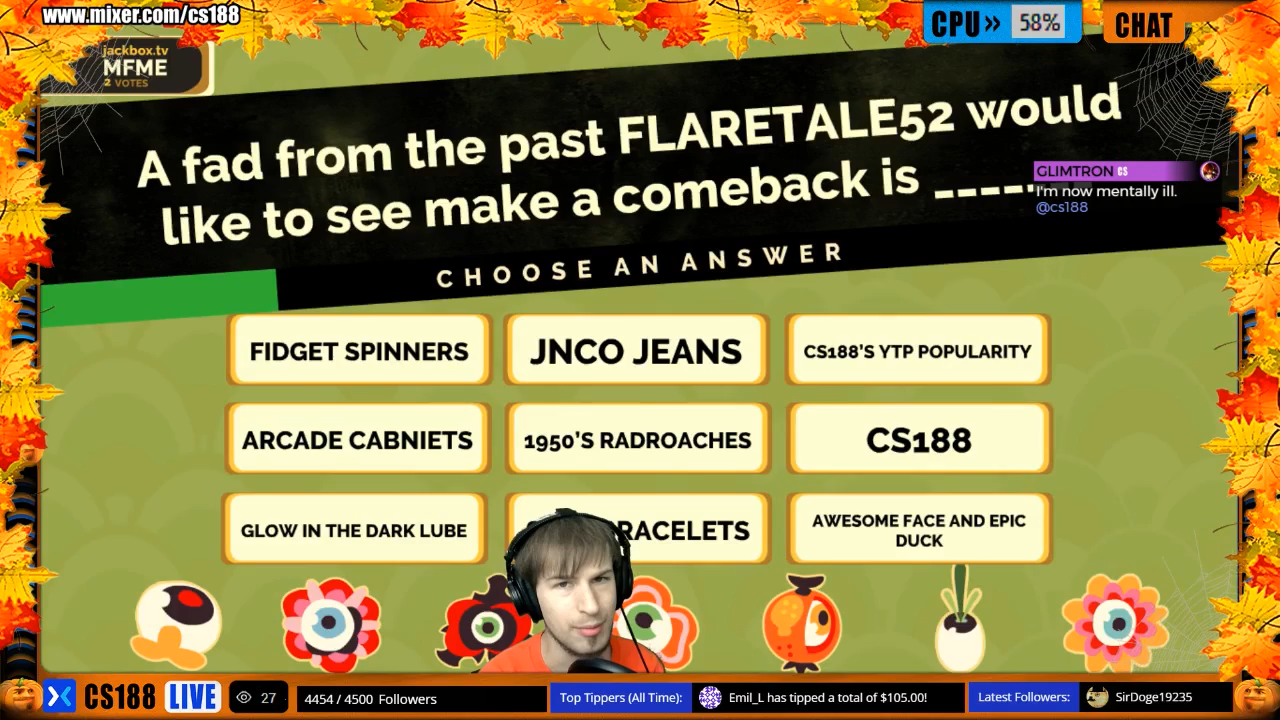 www.mixer.com/cs188
CPU» 58%
CHAT
jackbox.tv
MFME
2 VOTES
A fad from the past FLARETALE52 would
like to see make a comeback is _____.
GLIMTRON CS
I'm now mentally ill.
@cs188
CHOOSE AN ANSWER
FIDGET SPINNERS
JNCO JEANS
CS188'S YTP POPULARITY
ARCADE CABNIETS
1950'S RADROACHES
CS188
GLOW IN THE DARK LUBE
RACELETS
AWESOME FACE AND EPIC
DUCK
CS188 LIVE
27
4454 / 4500 Followers
Top Tippers (All Time):
Emil_L has tipped a total of $105.00!
Latest Followers:
SirDoge19235